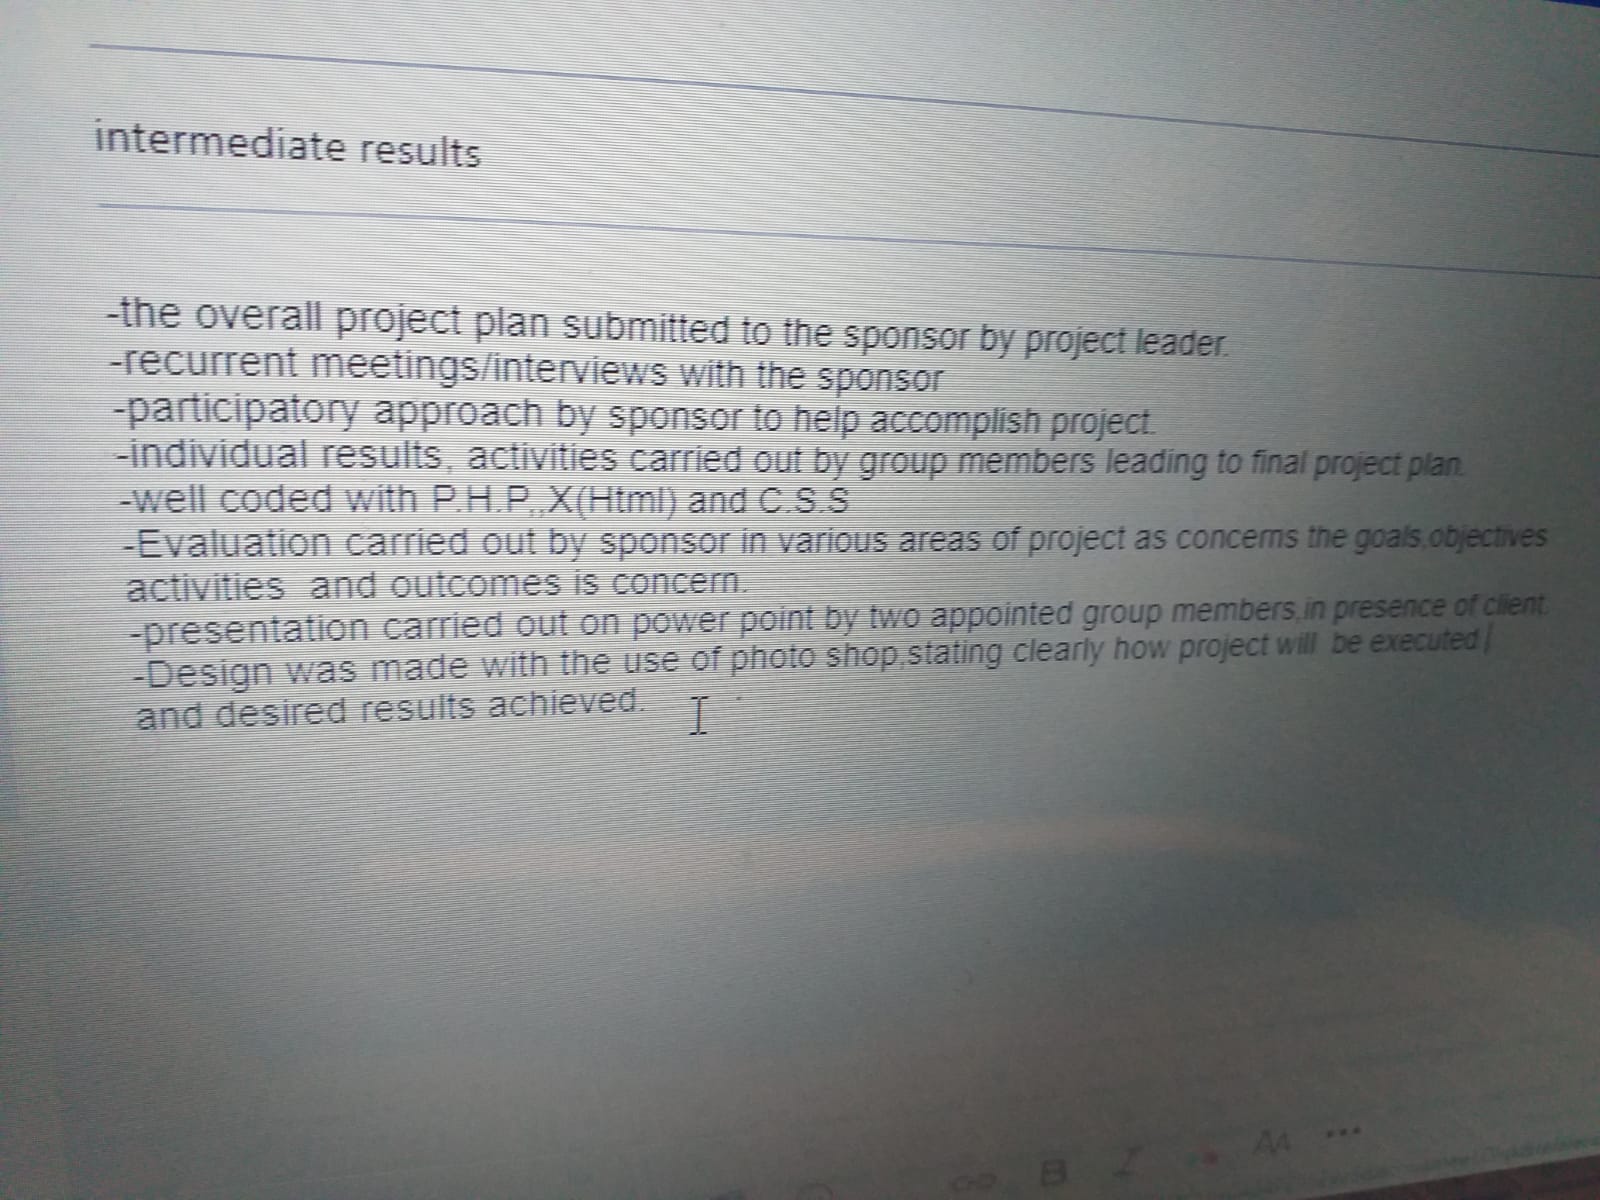 intermediate results
-the overall project plan submitted to the sponsor by project leader.
-recurrent meetings/interviews with the sponsor
-participatory approach by sponsor to help accomplish project.
-individual results, activities carried out by group members leading to final project plan.
-well coded with P.H.P,,X(Html) and C.S.S
-Evaluation carried out by sponsor in various areas of project as concerns the goals,objectives
activities and outcomes is concern.
-presentation carried out on power point by two appointed group members,in presence of client.
-Design was made with the use of photo shop,stating clearly how project will be executed
and desired results achieved.
B I AA ...